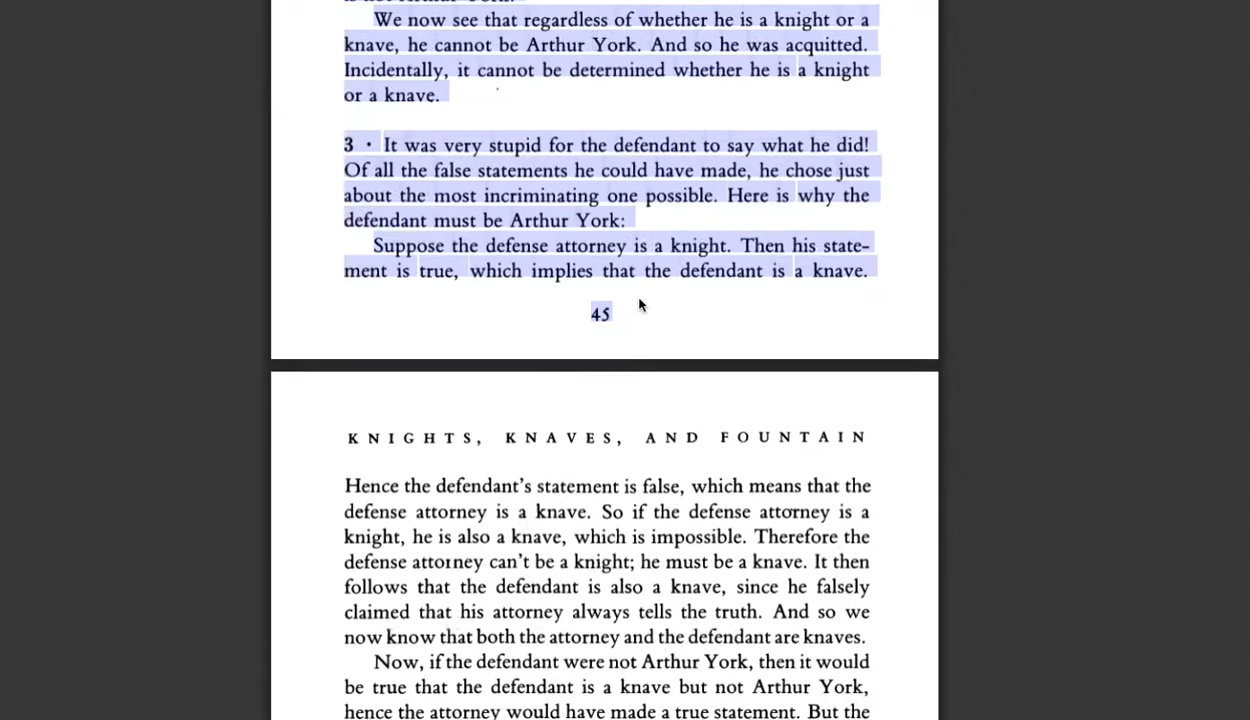 We now see that regardless of whether he is a knight or a
knave, he cannot be Arthur York. And so he was acquitted.
Incidentally, it cannot be determined whether he is a knight
or a knave.
3 · It was very stupid for the defendant to say what he did!
Of all the false statements he could have made, he chose just
about the most incriminating one possible. Here is why the
defendant must be Arthur York:
Suppose the defense attorney is a knight. Then his state-
ment is true, which implies that the defendant is a knave.
45
KNIGHTS, KNAVES, AND FOUNTAIN
Hence the defendant's statement is false, which means that the
defense attorney is a knave. So if the defense attorney is a
knight, he is also a knave, which is impossible. Therefore the
defense attorney can't be a knight; he must be a knave. It then
follows that the defendant is also a knave, since he falsely
claimed that his attorney always tells the truth. And so we
now know that both the attorney and the defendant are knaves.
Now, if the defendant were not Arthur York, then it would
be true that the defendant is a knave but not Arthur York,
hence the attorney would have made a true statement. But the